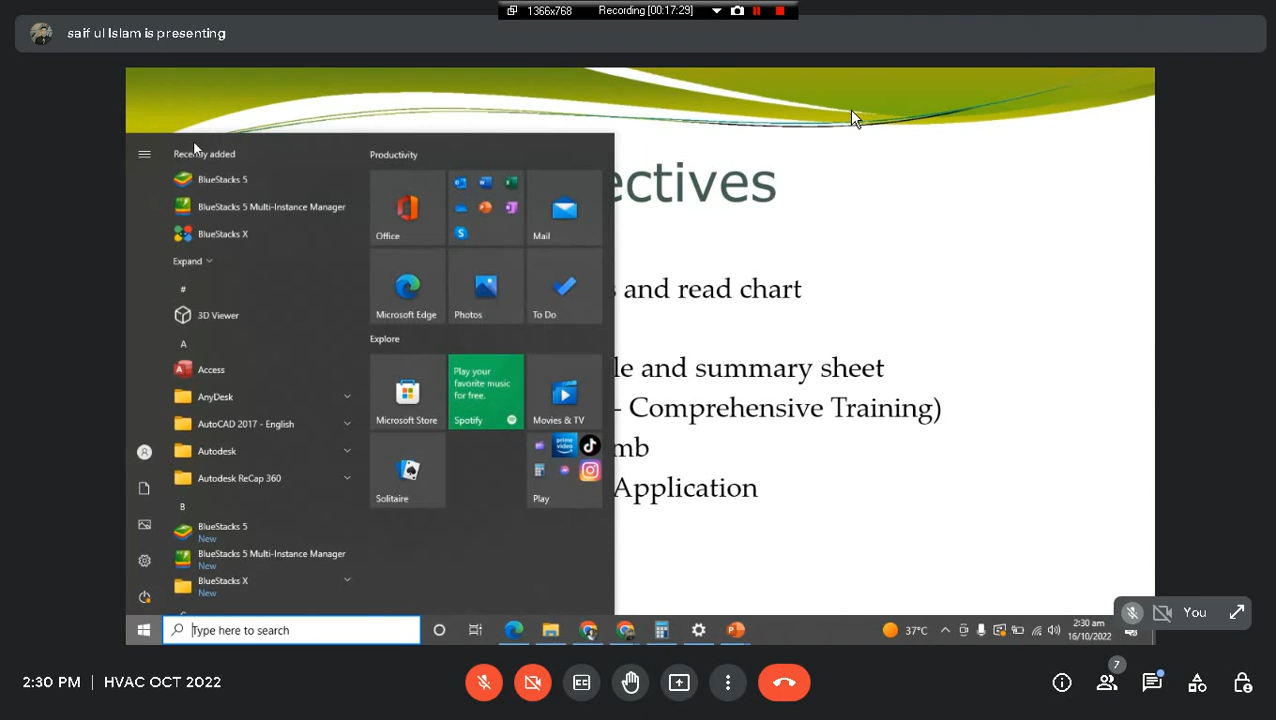 1366x768 Recording [00:17:29]
saif ul Islam is presenting
Recently added
BlueStacks 5
BlueStacks 5 Multi-Instance Manager
BlueStacks X
Expand
#
3D Viewer
A
Access
AnyDesk
AutoCAD 2017 - English
Autodesk
Autodesk ReCap 360
B
BlueStacks 5
New
BlueStacks 5 Multi-Instance Manager
New
BlueStacks X
New
Productivity
Office
Mail
Microsoft Edge
Photos
To Do
Explore
Microsoft Store
Play your
favorite music
for free.
Spotify
Movies & TV
prime video
Solitaire
Play
ectives
s and read chart
le and summary sheet
- Comprehensive Training)
mb
Application
Type here to search
37°C
2:30 am
16/10/2022
You
7
2:30 PM | HVAC OCT 2022